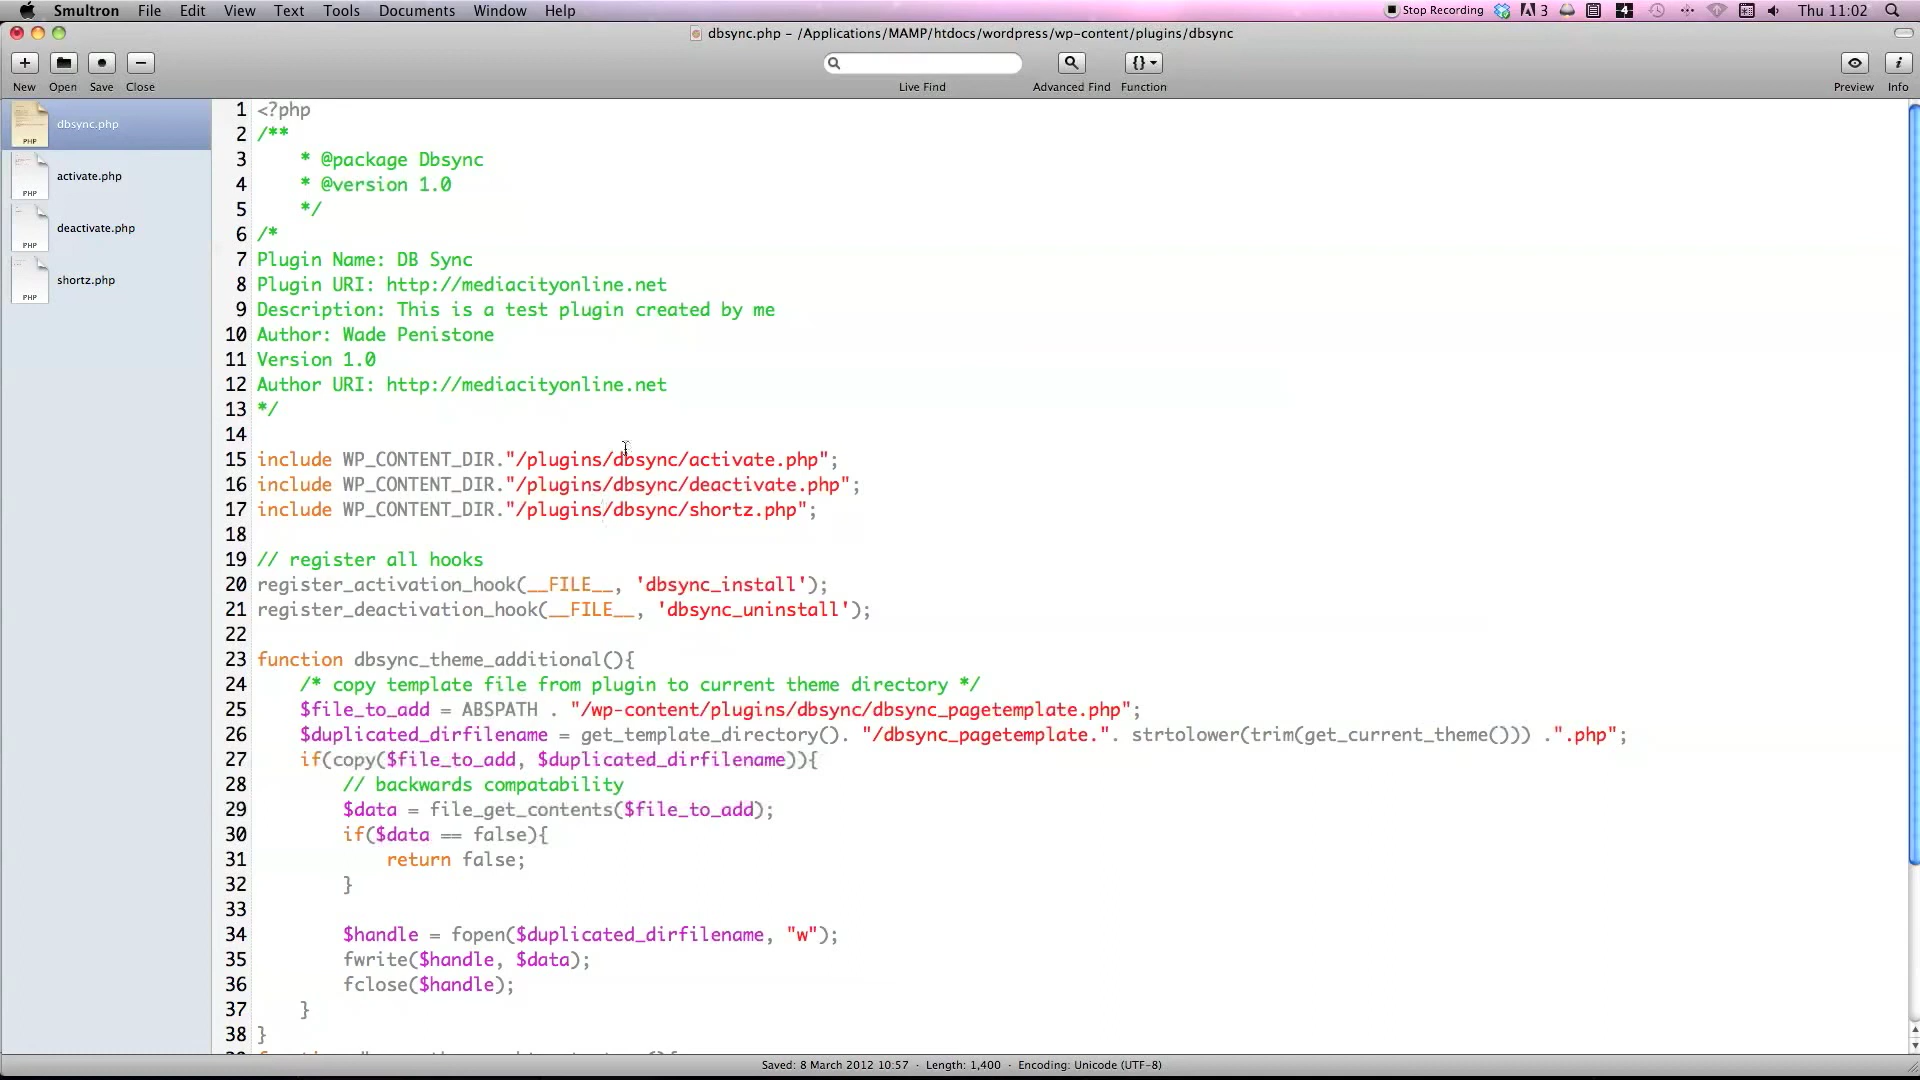 Smultron File Edit View Text Tools Documents Window Help Stop Recording 3 4 Thu 11:02
dbsync.php – /Applications/MAMP/htdocs/wordpress/wp-content/plugins/dbsync
New Open Save Close Live Find Advanced Find {} Function Preview Info
PHP dbsync.php
PHP activate.php
PHP deactivate.php
PHP shortz.php
1 <?php
2 /**
3 * @package Dbsync
4 * @version 1.0
5 */
6 /*
7 Plugin Name: DB Sync
8 Plugin URI: http://mediacityonline.net
9 Description: This is a test plugin created by me
10 Author: Wade Penistone
11 Version 1.0
12 Author URI: http://mediacityonline.net
13 */
14
15 include WP_CONTENT_DIR."/plugins/dbsync/activate.php";
16 include WP_CONTENT_DIR."/plugins/dbsync/deactivate.php";
17 include WP_CONTENT_DIR."/plugins/dbsync/shortz.php";
18
19 // register all hooks
20 register_activation_hook(__FILE__, 'dbsync_install');
21 register_deactivation_hook(__FILE__, 'dbsync_uninstall');
22
23 function dbsync_theme_additional(){
24 /* copy template file from plugin to current theme directory */
25 $file_to_add = ABSPATH . "/wp-content/plugins/dbsync/dbsync_pagetemplate.php";
26 $duplicated_dirfilename = get_template_directory(). "/dbsync_pagetemplate.". strtolower(trim(get_current_theme())) .".php";
27 if(copy($file_to_add, $duplicated_dirfilename)){
28 // backwards compatability
29 $data = file_get_contents($file_to_add);
30 if($data == false){
31 return false;
32 }
33
34 $handle = fopen($duplicated_dirfilename, "w");
35 fwrite($handle, $data);
36 fclose($handle);
37 }
38 }
Saved: 8 March 2012 10:57 · Length: 1,400 · Encoding: Unicode (UTF-8)